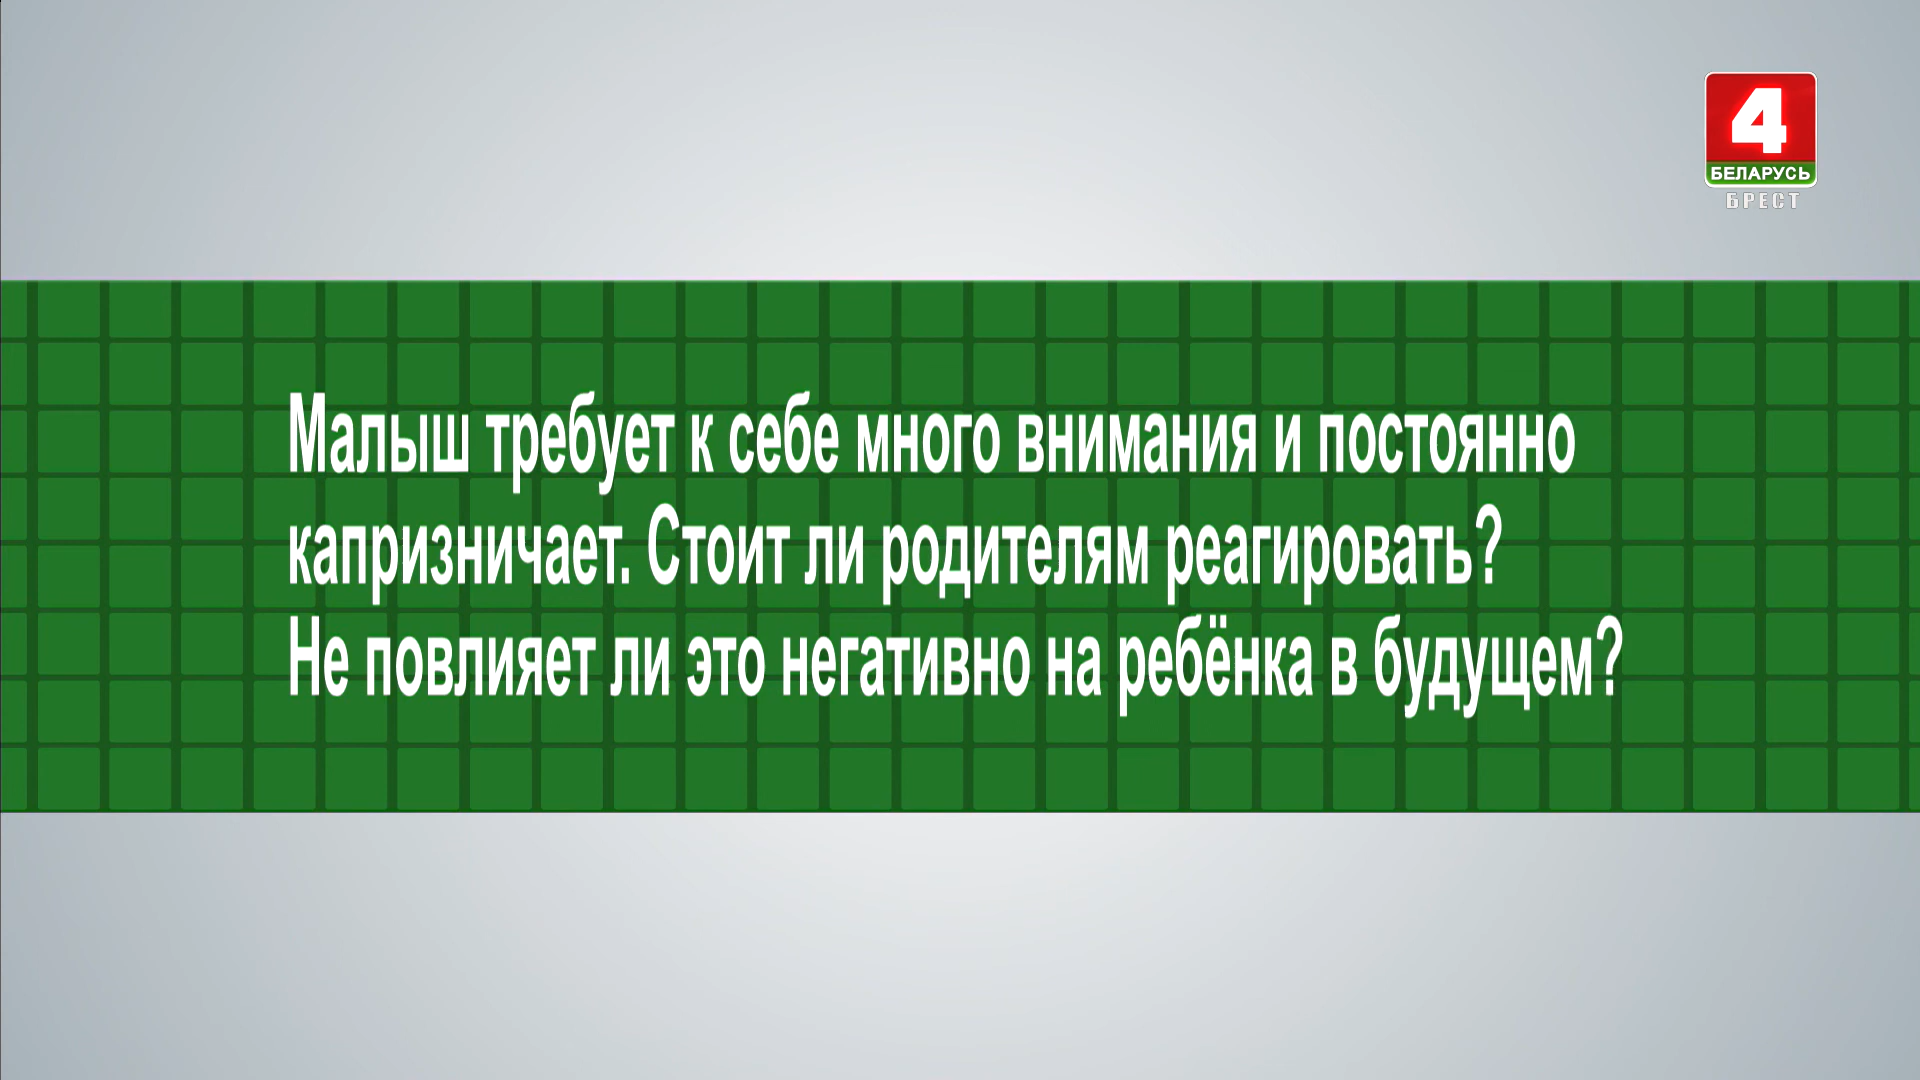 4
БЕЛАРУСЬ
БРЕСТ
Малыш требует к себе много внимания и постоянно
капризничает. Стоит ли родителям реагировать?
Не повлияет ли это негативно на ребёнка в будущем?